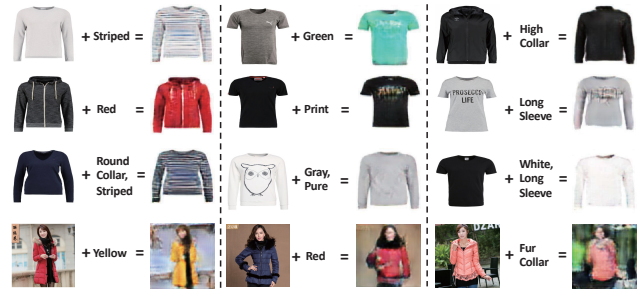 + Striped =
+ Green =
+ High
Collar =
+ Red =
+ Print =
PROSECCO
LIFE
+ Long
Sleeve =
+ Round
Collar,
Striped =
+ Gray,
Pure =
+ White,
Long
Sleeve =
+ Yellow =
+ Red =
+ Fur
Collar =